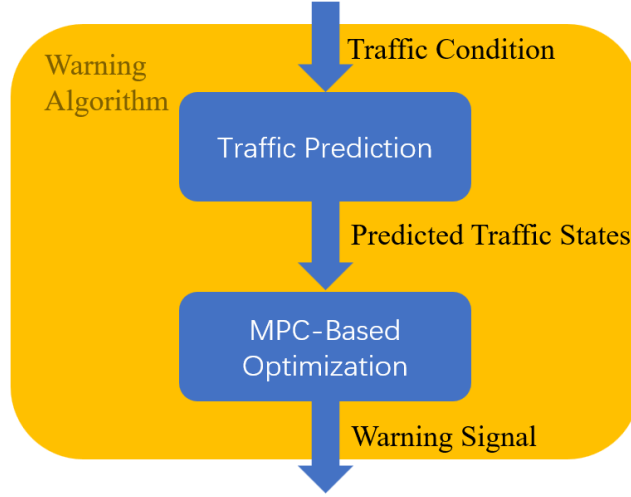 Traffic Condition
Warning
Algorithm
Traffic Prediction
Predicted Traffic States
MPC-Based
Optimization
Warning Signal